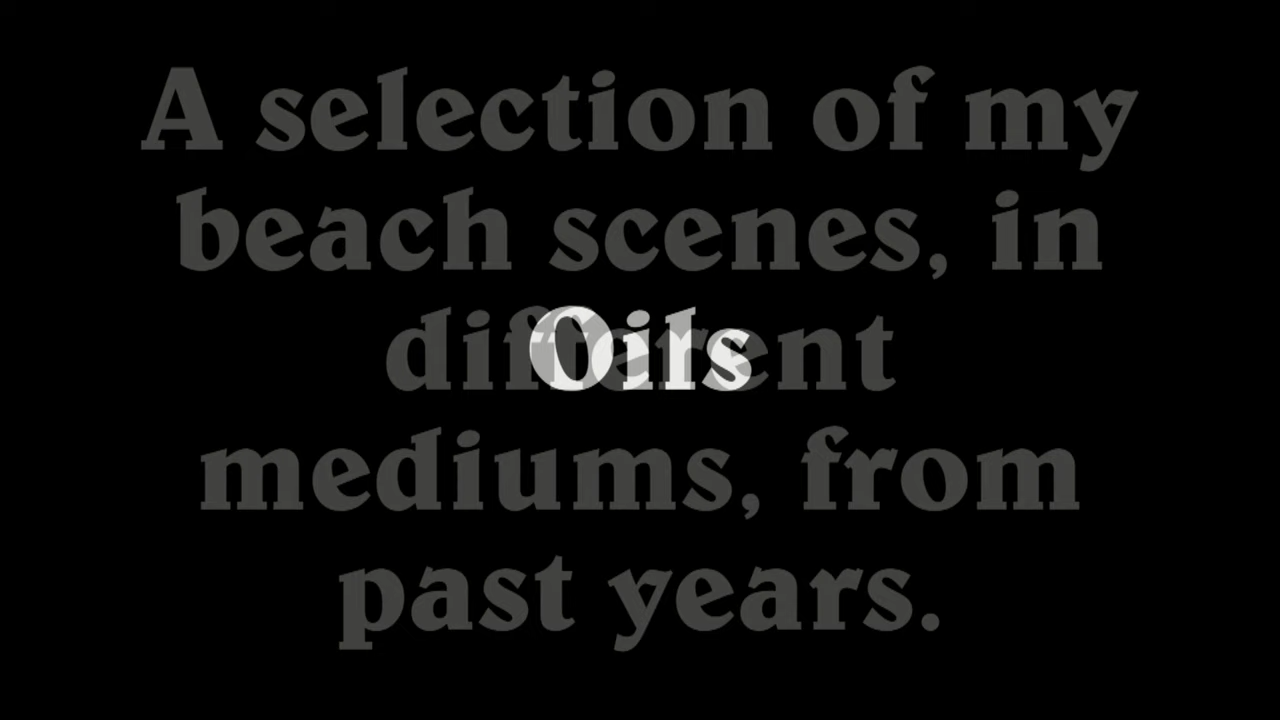 A selection of my
beach scenes, in
different
Oils
mediums, from
past years.